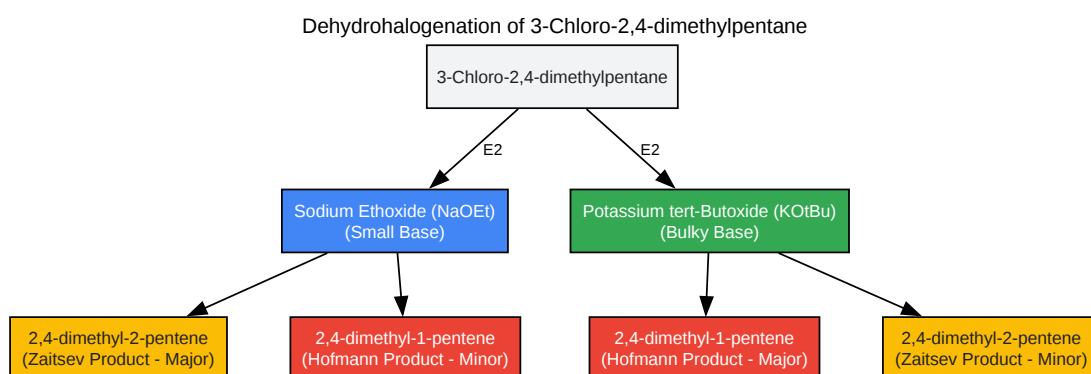 Dehydrohalogenation of 3-Chloro-2,4-dimethylpentane
3-Chloro-2,4-dimethylpentane
E2
E2
Sodium Ethoxide (NaOEt)
(Small Base)
Potassium tert-Butoxide (KOtBu)
(Bulky Base)
2,4-dimethyl-2-pentene
(Zaitsev Product - Major)
2,4-dimethyl-1-pentene
(Hofmann Product - Minor)
2,4-dimethyl-1-pentene
(Hofmann Product - Major)
2,4-dimethyl-2-pentene
(Zaitsev Product - Minor)